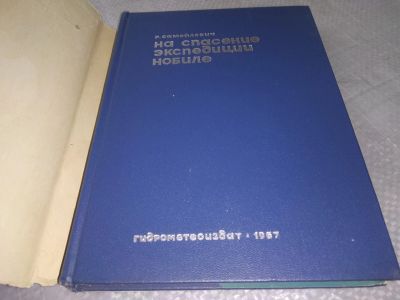 Р. Самойлович
на спасение
экспедиции
нобиле
гидрометеоиздат • 1967